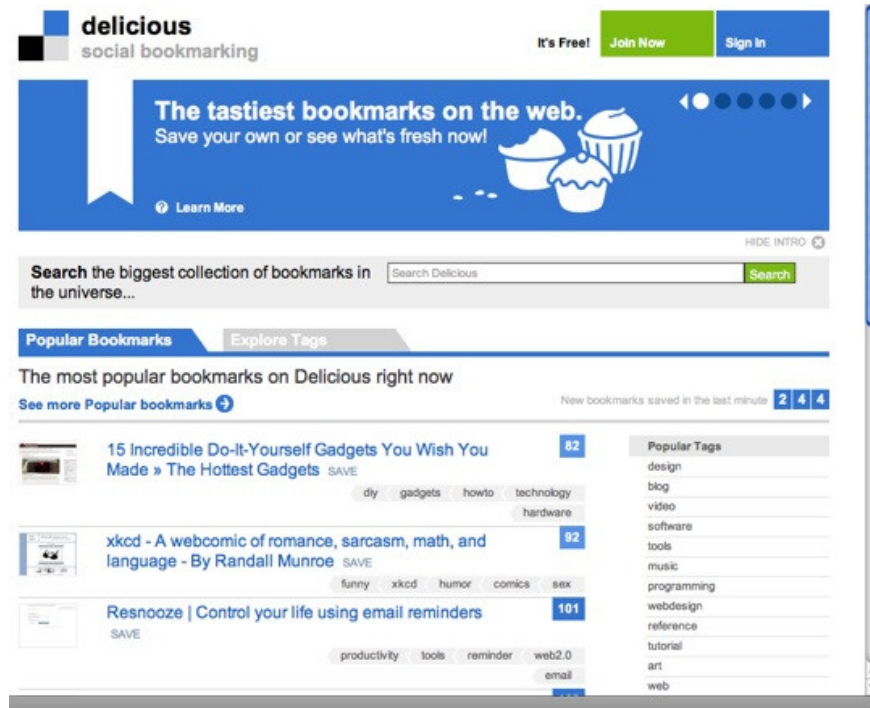 delicious
social bookmarking
It's Free!
Join Now
Sign In
The tastiest bookmarks on the web.
Save your own or see what's fresh now!
? Learn More
HIDE INTRO
Search the biggest collection of bookmarks in
the universe...
Search Delicious
Search
Popular Bookmarks
Explore Tags
The most popular bookmarks on Delicious right now
See more Popular bookmarks
New bookmarks saved in the last minute 2 4 4
15 Incredible Do-It-Yourself Gadgets You Wish You
Made » The Hottest Gadgets SAVE
82
diy gadgets howto technology
hardware
xkcd - A webcomic of romance, sarcasm, math, and
language - By Randall Munroe SAVE
92
funny xkcd humor comics sex
Resnooze | Control your life using email reminders
SAVE
101
productivity tools reminder web2.0
email
Popular Tags
design
blog
video
software
tools
music
programming
webdesign
reference
tutorial
art
web